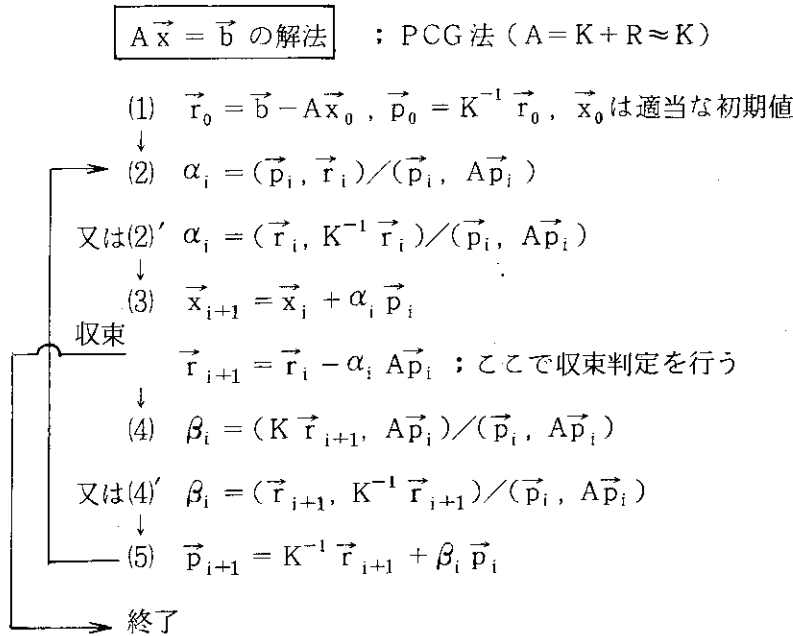 A x⃗ = b⃗ の解法 ; PCG法 (A=K+R≈K)
(1) r⃗₀ = b⃗ − Ax⃗₀ , p⃗₀ = K⁻¹ r⃗₀ , x⃗₀は適当な初期値
↓
→ (2) αᵢ = (p⃗ᵢ, r⃗ᵢ)/(p⃗ᵢ, Ap⃗ᵢ)
又は(2)′ αᵢ = (r⃗ᵢ, K⁻¹ r⃗ᵢ)/(p⃗ᵢ, Ap⃗ᵢ)
↓
(3) x⃗ᵢ₊₁ = x⃗ᵢ + αᵢ p⃗ᵢ
収束
r⃗ᵢ₊₁ = r⃗ᵢ − αᵢ Ap⃗ᵢ ; ここで収束判定を行う
↓
(4) βᵢ = (K r⃗ᵢ₊₁, Ap⃗ᵢ)/(p⃗ᵢ, Ap⃗ᵢ)
又は(4)′ βᵢ = (r⃗ᵢ₊₁, K⁻¹ r⃗ᵢ₊₁)/(p⃗ᵢ, Ap⃗ᵢ)
↓
(5) p⃗ᵢ₊₁ = K⁻¹ r⃗ᵢ₊₁ + βᵢ p⃗ᵢ
→ 終了